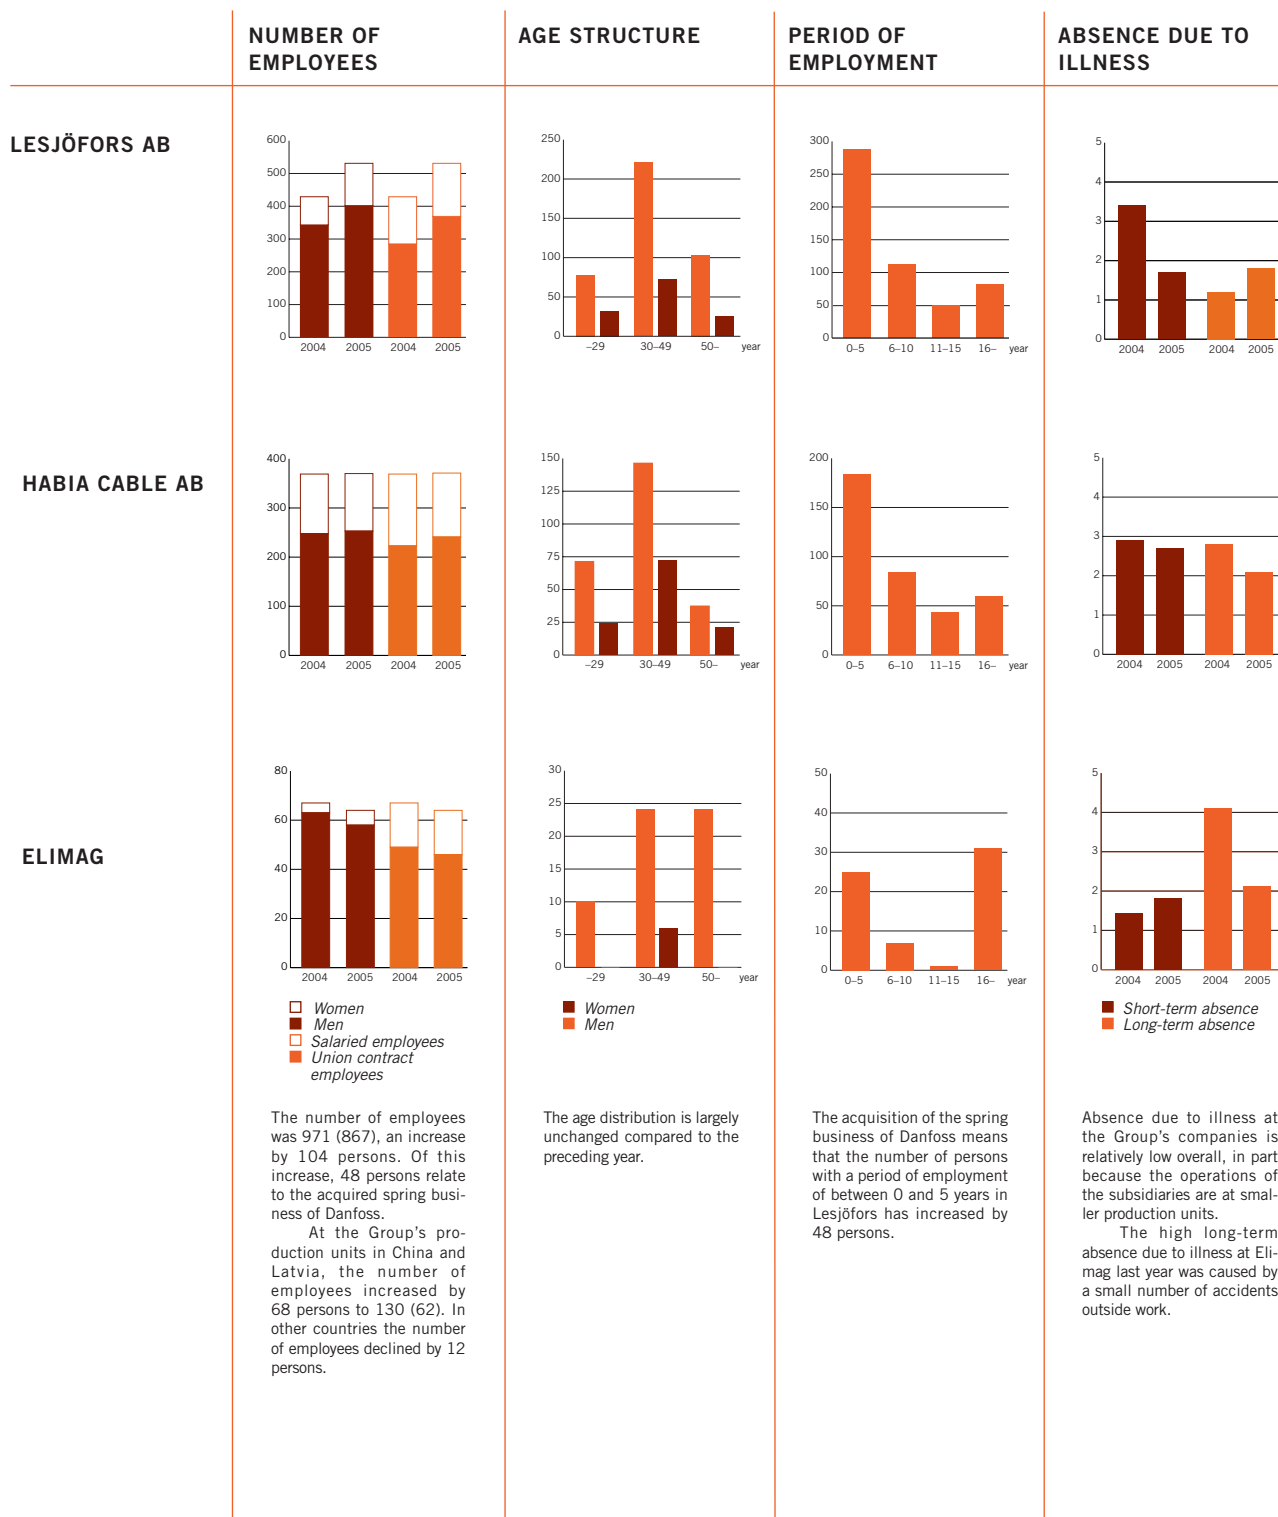 NUMBER OF
EMPLOYEES
AGE STRUCTURE
PERIOD OF
EMPLOYMENT
ABSENCE DUE TO
ILLNESS
LESJÖFORS AB
600
500
400
300
200
100
0
2004 2005 2004 2005
250
200
150
100
50
0
–29 30–49 50– year
300
250
200
150
100
50
0
0–5 6–10 11–15 16– year
5
4
3
2
1
0
2004 2005 2004 2005
HABIA CABLE AB
400
300
200
100
0
2004 2005 2004 2005
150
125
100
75
50
25
0
–29 30–49 50– year
200
150
100
50
0
0–5 6–10 11–15 16– year
5
4
3
2
1
0
2004 2005 2004 2005
ELIMAG
80
60
40
20
0
2004 2005 2004 2005
Women
Men
Salaried employees
Union contract
employees
30
25
20
15
10
5
0
–29 30–49 50– year
Women
Men
50
40
30
20
10
0
0–5 6–10 11–15 16– year
5
4
3
2
1
0
2004 2005 2004 2005
Short-term absence
Long-term absence
The number of employees
was 971 (867), an increase
by 104 persons. Of this
increase, 48 persons relate
to the acquired spring busi-
ness of Danfoss.
At the Group's pro-
duction units in China and
Latvia, the number of
employees increased by
68 persons to 130 (62). In
other countries the number
of employees declined by 12
persons.
The age distribution is largely
unchanged compared to the
preceding year.
The acquisition of the spring
business of Danfoss means
that the number of persons
with a period of employment
of between 0 and 5 years in
Lesjöfors has increased by
48 persons.
Absence due to illness at
the Group's companies is
relatively low overall, in part
because the operations of
the subsidiaries are at smal-
ler production units.
The high long-term
absence due to illness at Eli-
mag last year was caused by
a small number of accidents
outside work.